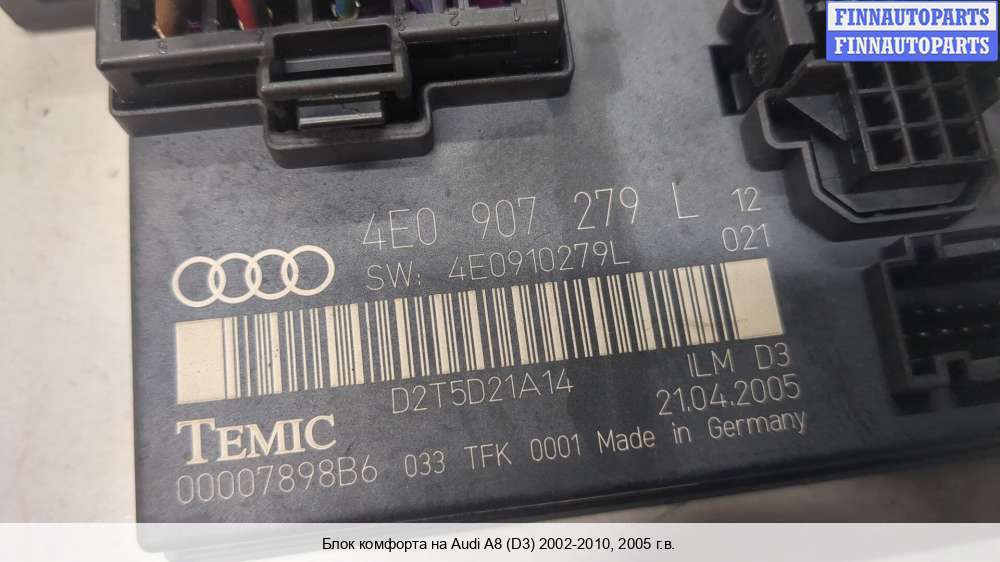 FINNAUTOPARTS
FINNAUTOPARTS
4E0 907 279 L 12
SW: 4E0910279L 021
D2T5D21A14 ILM D3
21.04.2005
TEMIC
00007898B6 033 TFK 0001 Made in Germany
Блок комфорта на Audi A8 (D3) 2002-2010, 2005 г.в.